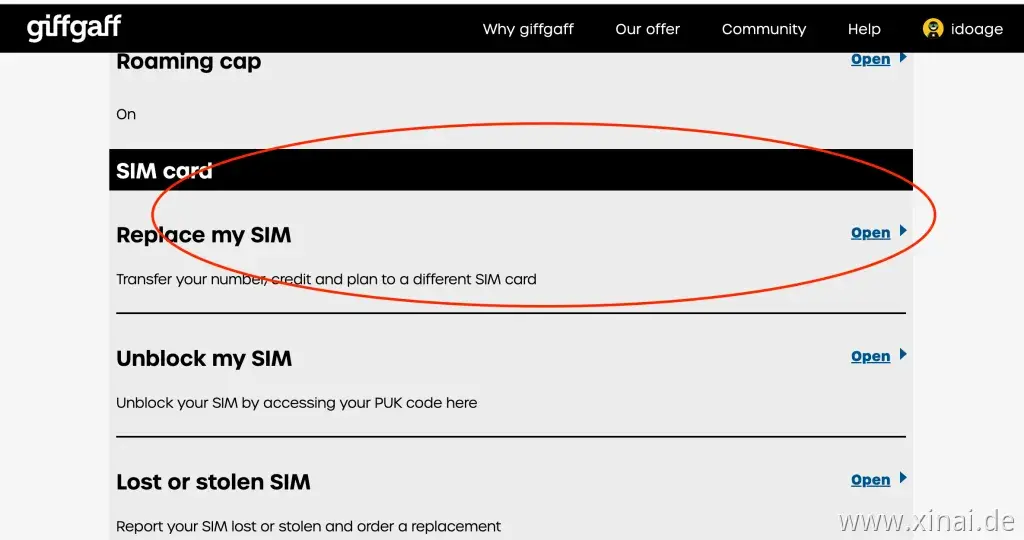 giffgaff
Why giffgaff Our offer Community Help idoage
Roaming cap Open
On
SIM card
Replace my SIM Open
Transfer your number, credit and plan to a different SIM card
Unblock my SIM Open
Unblock your SIM by accessing your PUK code here
Lost or stolen SIM Open
Report your SIM lost or stolen and order a replacement
www.xinai.de